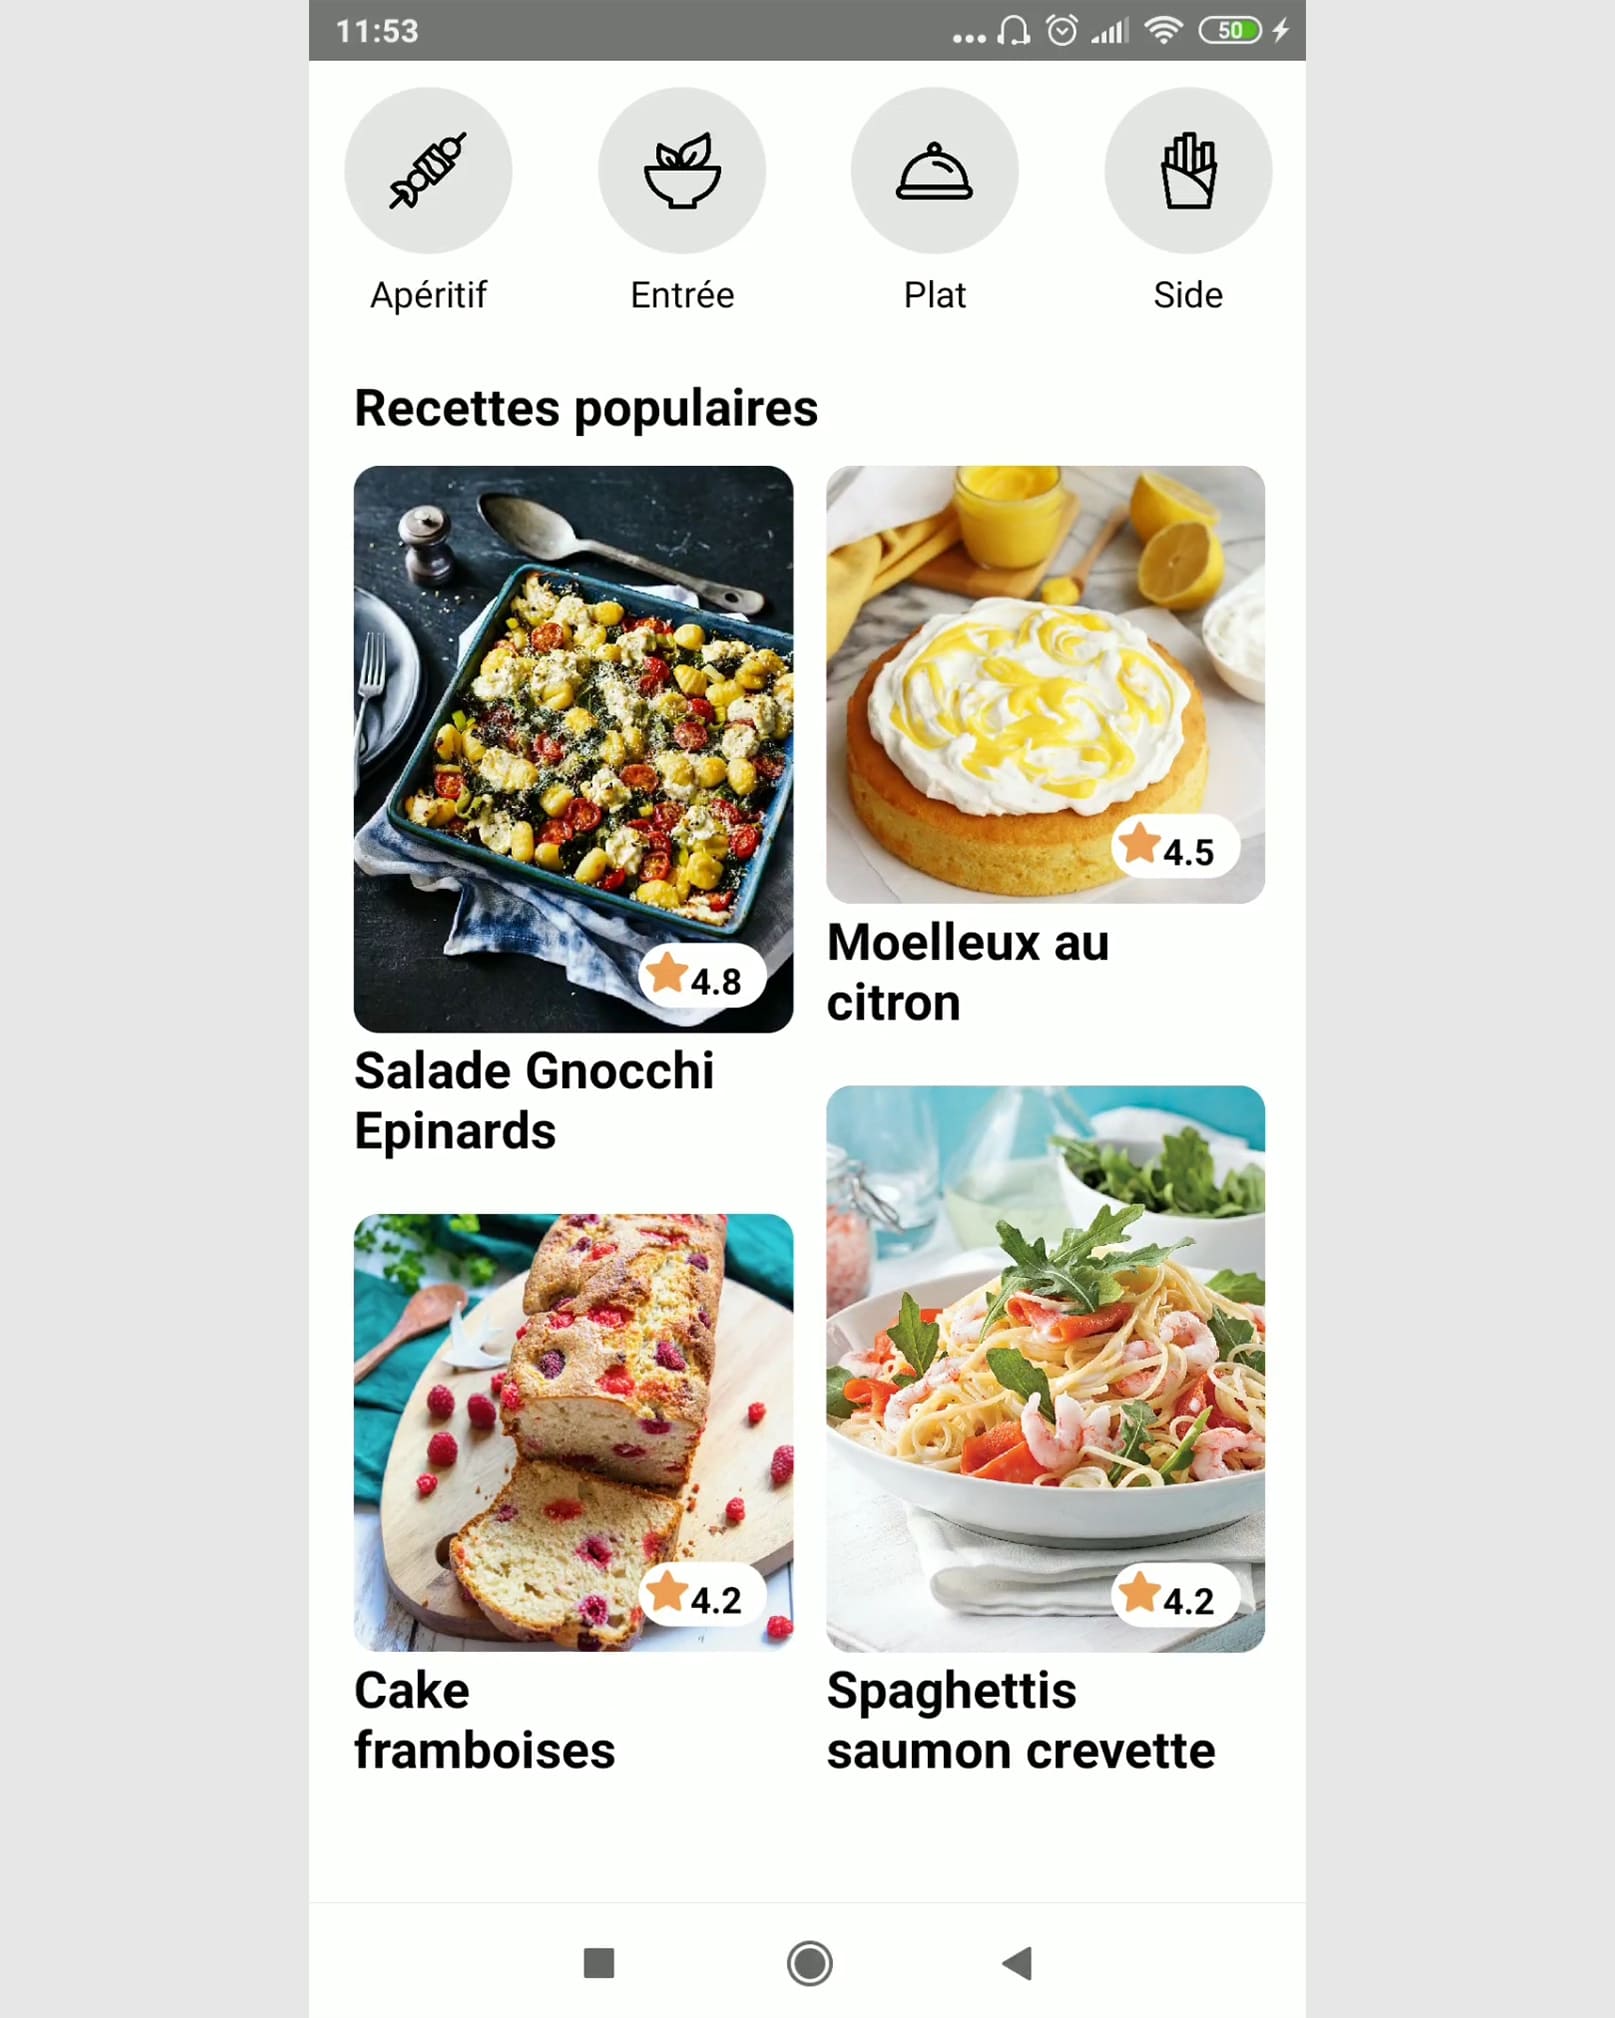 11:53
50
Apéritif
Entrée
Plat
Side
Recettes populaires
4.8
Salade Gnocchi
Epinards
4.5
Moelleux au
citron
4.2
Cake
framboises
4.2
Spaghettis
saumon crevette